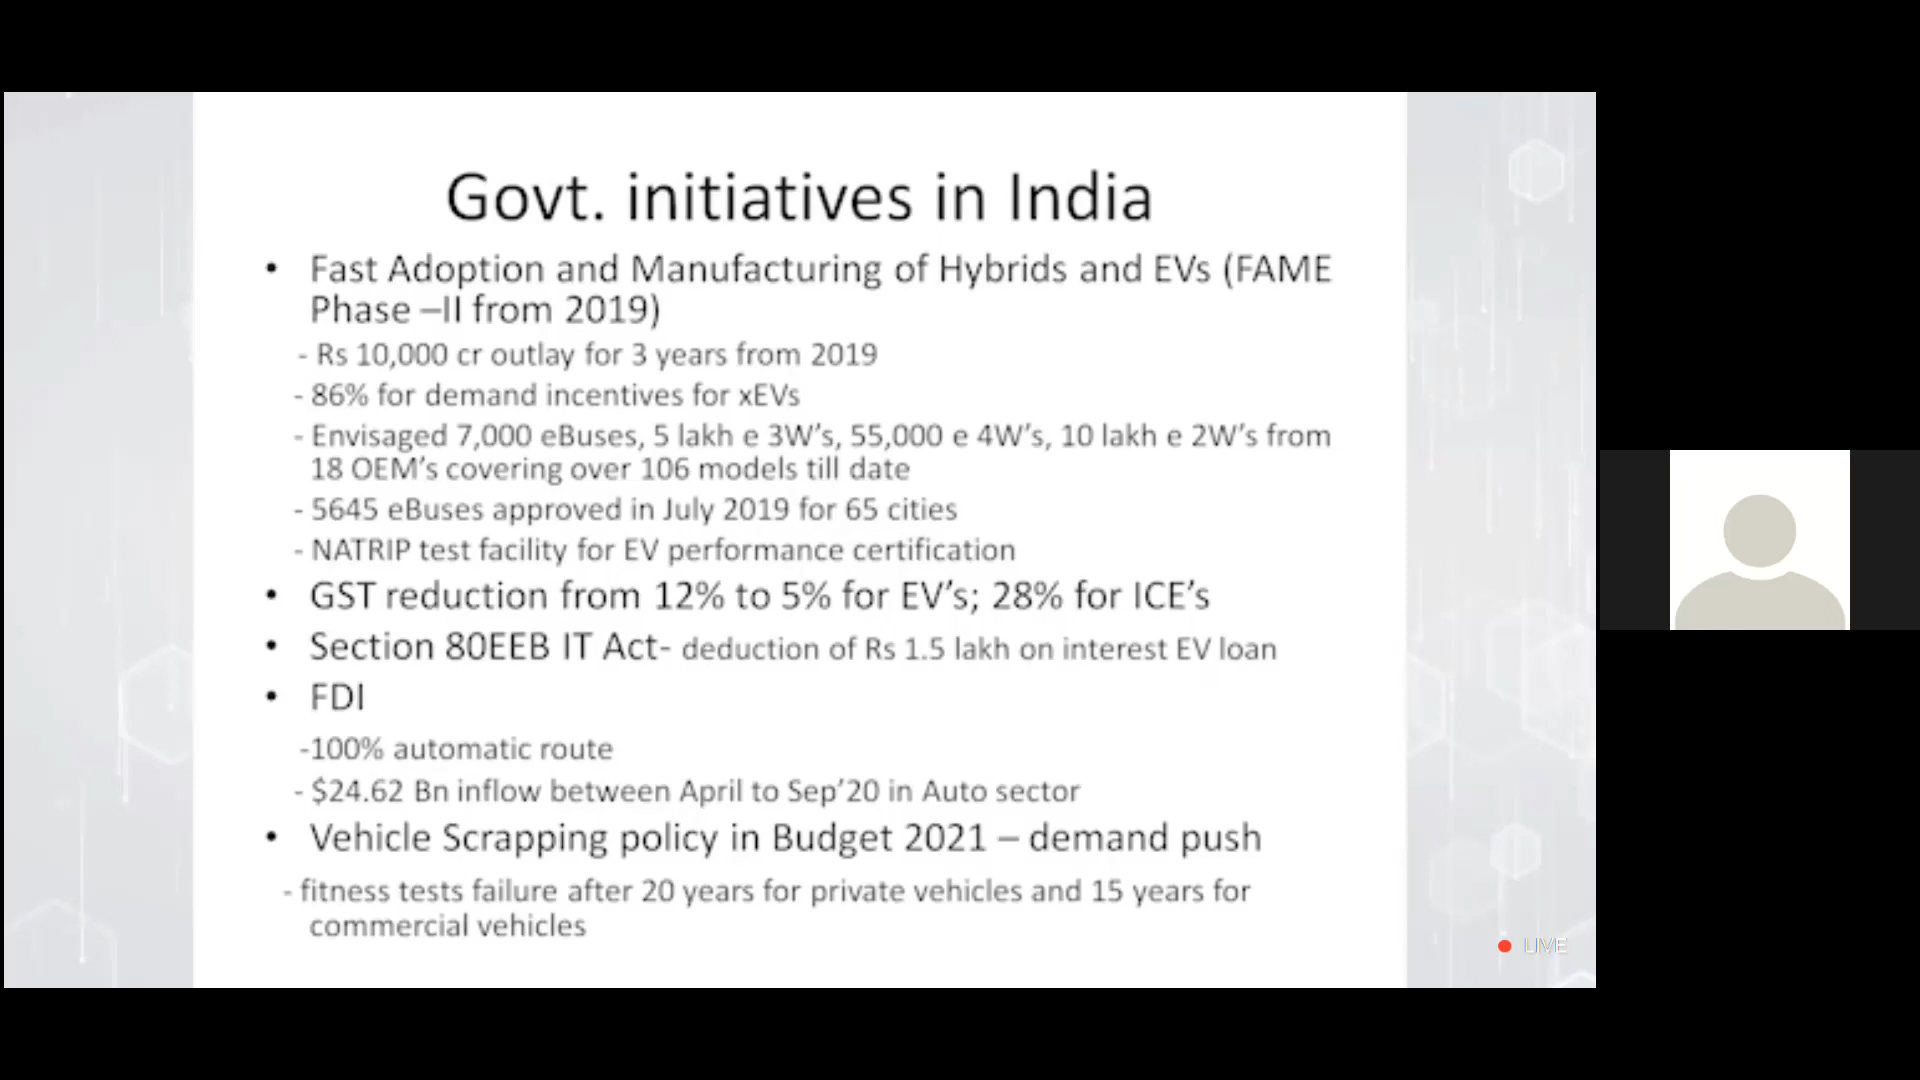 Govt. initiatives in India
• Fast Adoption and Manufacturing of Hybrids and EVs (FAME
Phase –II from 2019)
- Rs 10,000 cr outlay for 3 years from 2019
- 86% for demand incentives for xEVs
- Envisaged 7,000 eBuses, 5 lakh e 3W's, 55,000 e 4W's, 10 lakh e 2W's from
18 OEM's covering over 106 models till date
- 5645 eBuses approved in July 2019 for 65 cities
- NATRIP test facility for EV performance certification
• GST reduction from 12% to 5% for EV's; 28% for ICE's
• Section 80EEB IT Act- deduction of Rs 1.5 lakh on interest EV loan
• FDI
-100% automatic route
- $24.62 Bn inflow between April to Sep'20 in Auto sector
• Vehicle Scrapping policy in Budget 2021 – demand push
- fitness tests failure after 20 years for private vehicles and 15 years for
commercial vehicles
LIVE